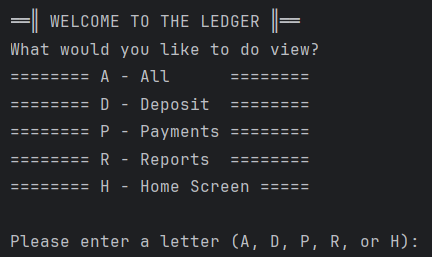 ══║ WELCOME TO THE LEDGER ║══
What would you like to do view?
======== A - All      ========
======== D - Deposit  ========
======== P - Payments ========
======== R - Reports  ========
======== H - Home Screen =====
Please enter a letter (A, D, P, R, or H):